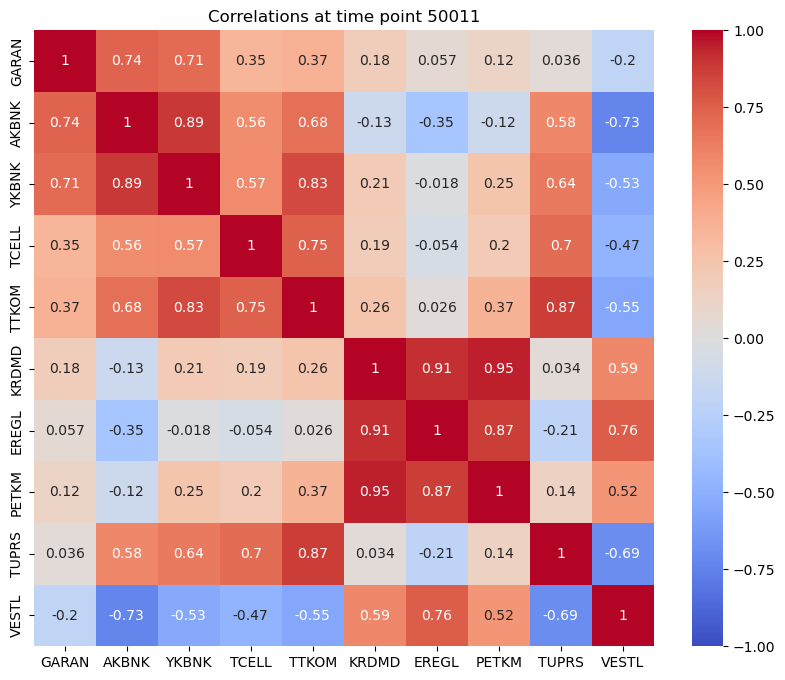 Correlations at time point 50011
GARAN 1 0.74 0.71 0.35 0.37 0.18 0.057 0.12 0.036 -0.2
AKBNK 0.74 1 0.89 0.56 0.68 -0.13 -0.35 -0.12 0.58 -0.73
YKBNK 0.71 0.89 1 0.57 0.83 0.21 -0.018 0.25 0.64 -0.53
TCELL 0.35 0.56 0.57 1 0.75 0.19 -0.054 0.2 0.7 -0.47
TTKOM 0.37 0.68 0.83 0.75 1 0.26 0.026 0.37 0.87 -0.55
KRDMD 0.18 -0.13 0.21 0.19 0.26 1 0.91 0.95 0.034 0.59
EREGL 0.057 -0.35 -0.018 -0.054 0.026 0.91 1 0.87 -0.21 0.76
PETKM 0.12 -0.12 0.25 0.2 0.37 0.95 0.87 1 0.14 0.52
TUPRS 0.036 0.58 0.64 0.7 0.87 0.034 -0.21 0.14 1 -0.69
VESTL -0.2 -0.73 -0.53 -0.47 -0.55 0.59 0.76 0.52 -0.69 1
GARAN AKBNK YKBNK TCELL TTKOM KRDMD EREGL PETKM TUPRS VESTL
1.00
0.75
0.50
0.25
0.00
−0.25
−0.50
−0.75
−1.00